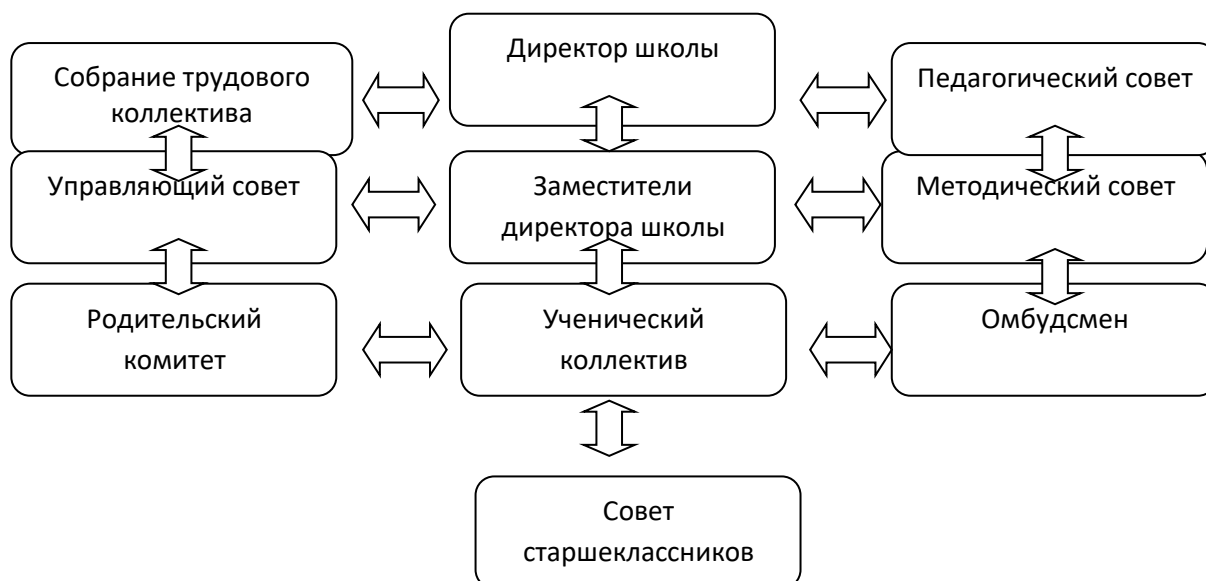 Собрание трудового
коллектива
Директор школы
Педагогический совет
Управляющий совет
Заместители
директора школы
Методический совет
Родительский
комитет
Ученический
коллектив
Омбудсмен
Совет
старшеклассников